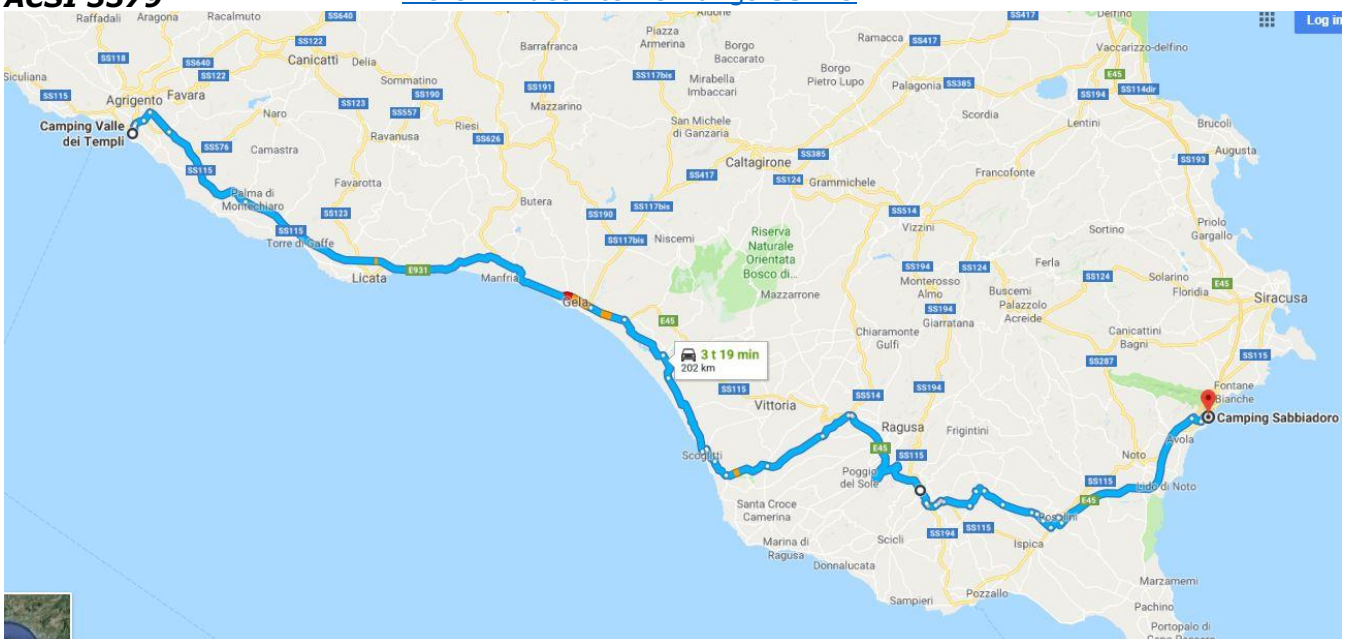 ACSI 3379
Log in
Raffadali
Aragona
Racalmuto
SS640
SS122
Canicattì
Delia
SS118
SS640
SS122
Siculiana
SS115
Agrigento
Favara
Naro
Sommatino
SS190
SS123
SS557
Ravanusa
Riesi
SS626
Barrafranca
SS191
Mazzarino
Piazza
Armerina
Borgo
Baccarato
SS117bis
Mirabella
Imbaccari
San Michele
di Ganzaria
Ramacca
SS417
SS417
Borgo
Pietro Lupo
Palagonia
SS385
Vaccarizzo-delfino
E45
SS194
SS114dir
Scordia
Lentini
Brucoli
Augusta
SS193
Camping Valle
dei Templi
SS576
Camastra
SS115
Palma di
Montechiaro
Favarotta
SS123
SS115
Torre di Gaffe
Licata
E931
Butera
Manfria
SS190
SS117bis
SS117bis
Niscemi
Gela
Caltagirone
SS385
SS417
SS124
Grammichele
Francofonte
SS514
Vizzini
Riserva
Naturale
Orientata
Bosco di...
Mazzarrone
SS194
SS124
Monterosso
Almo
SS194
Giarratana
Buscemi
Palazzolo
Acreide
Ferla
Sortino
SS124
Solarino
Floridia
E45
Priolo
Gargallo
Siracusa
Canicattini
Bagni
SS287
SS115
Chiaramonte
Gulfi
E45
3 t 19 min
202 km
SS115
Vittoria
SS514
SS194
Ragusa
Frigintini
Scoglitti
E45
SS115
Poggio
del Sole
Santa Croce
Camerina
Marina di
Ragusa
Donnalucata
Scicli
SS194
SS115
Ispica
Rosolini
E45
SS115
Noto
Lido di Noto
Avola
Fontane
Bianche
Camping Sabbiadoro
Sampieri
Pozzallo
Marzamemi
Pachino
Portopalo di